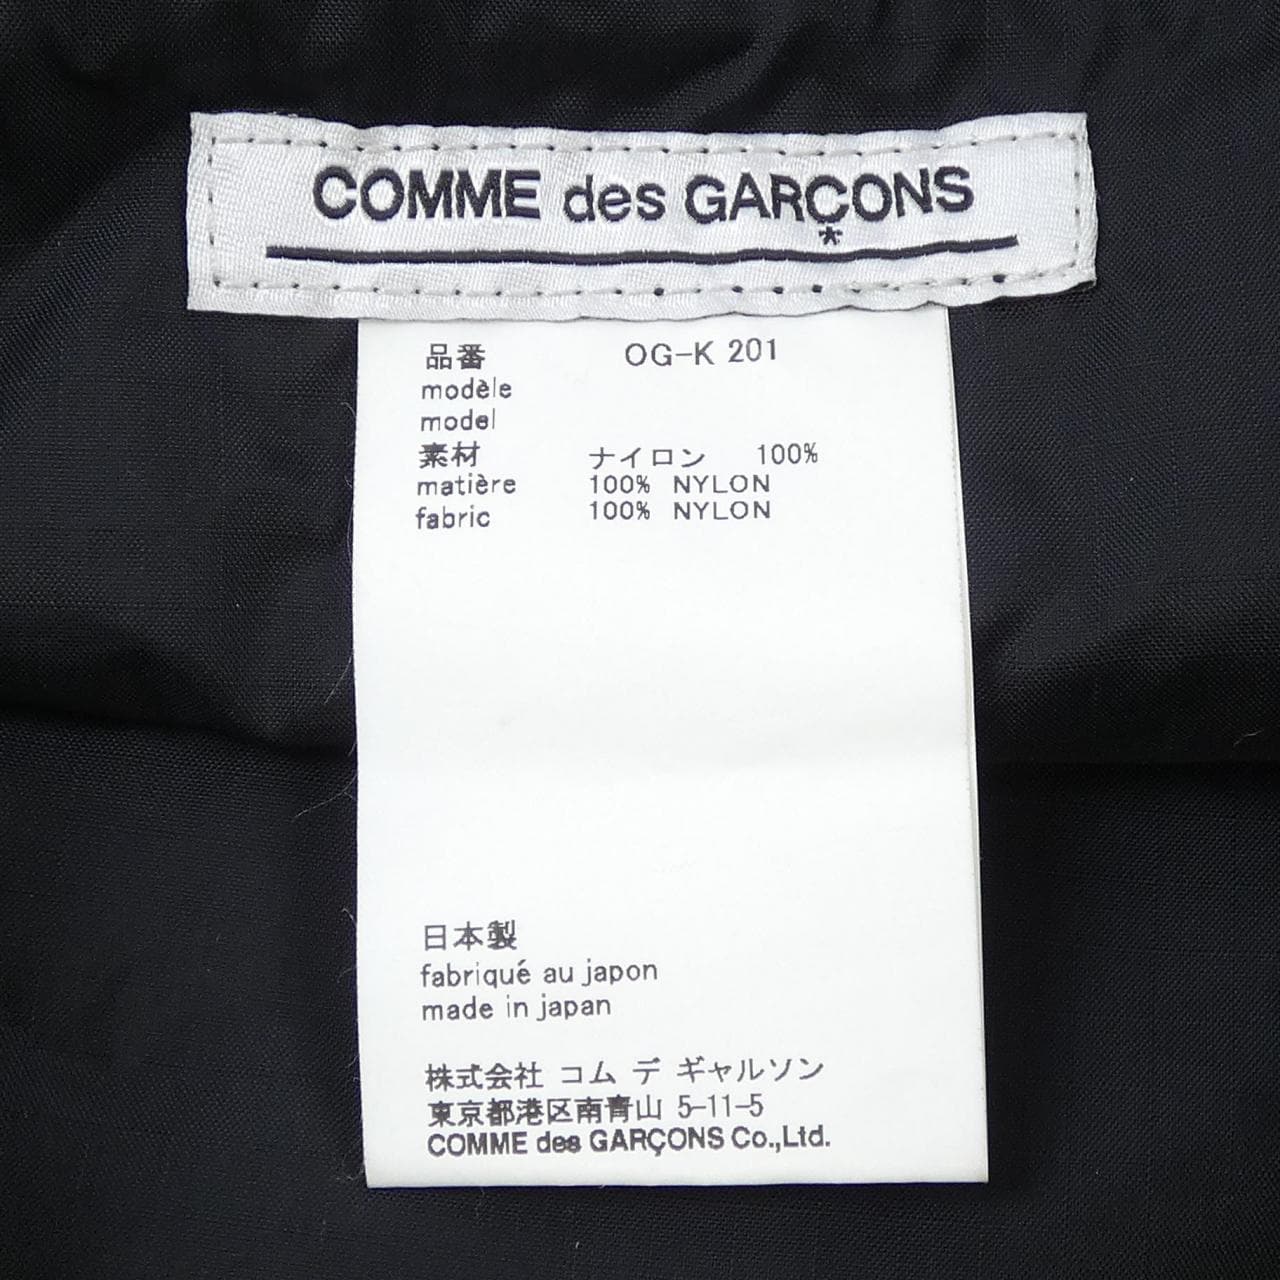 COMME des GARÇONS
*
品番 OG-K 201
modèle
model
素材 ナイロン 100%
matière 100% NYLON
fabric 100% NYLON
日本製
fabriqué au japon
made in japan
株式会社 コム デ ギャルソン
東京都港区南青山 5-11-5
COMME des GARÇONS Co.,Ltd.